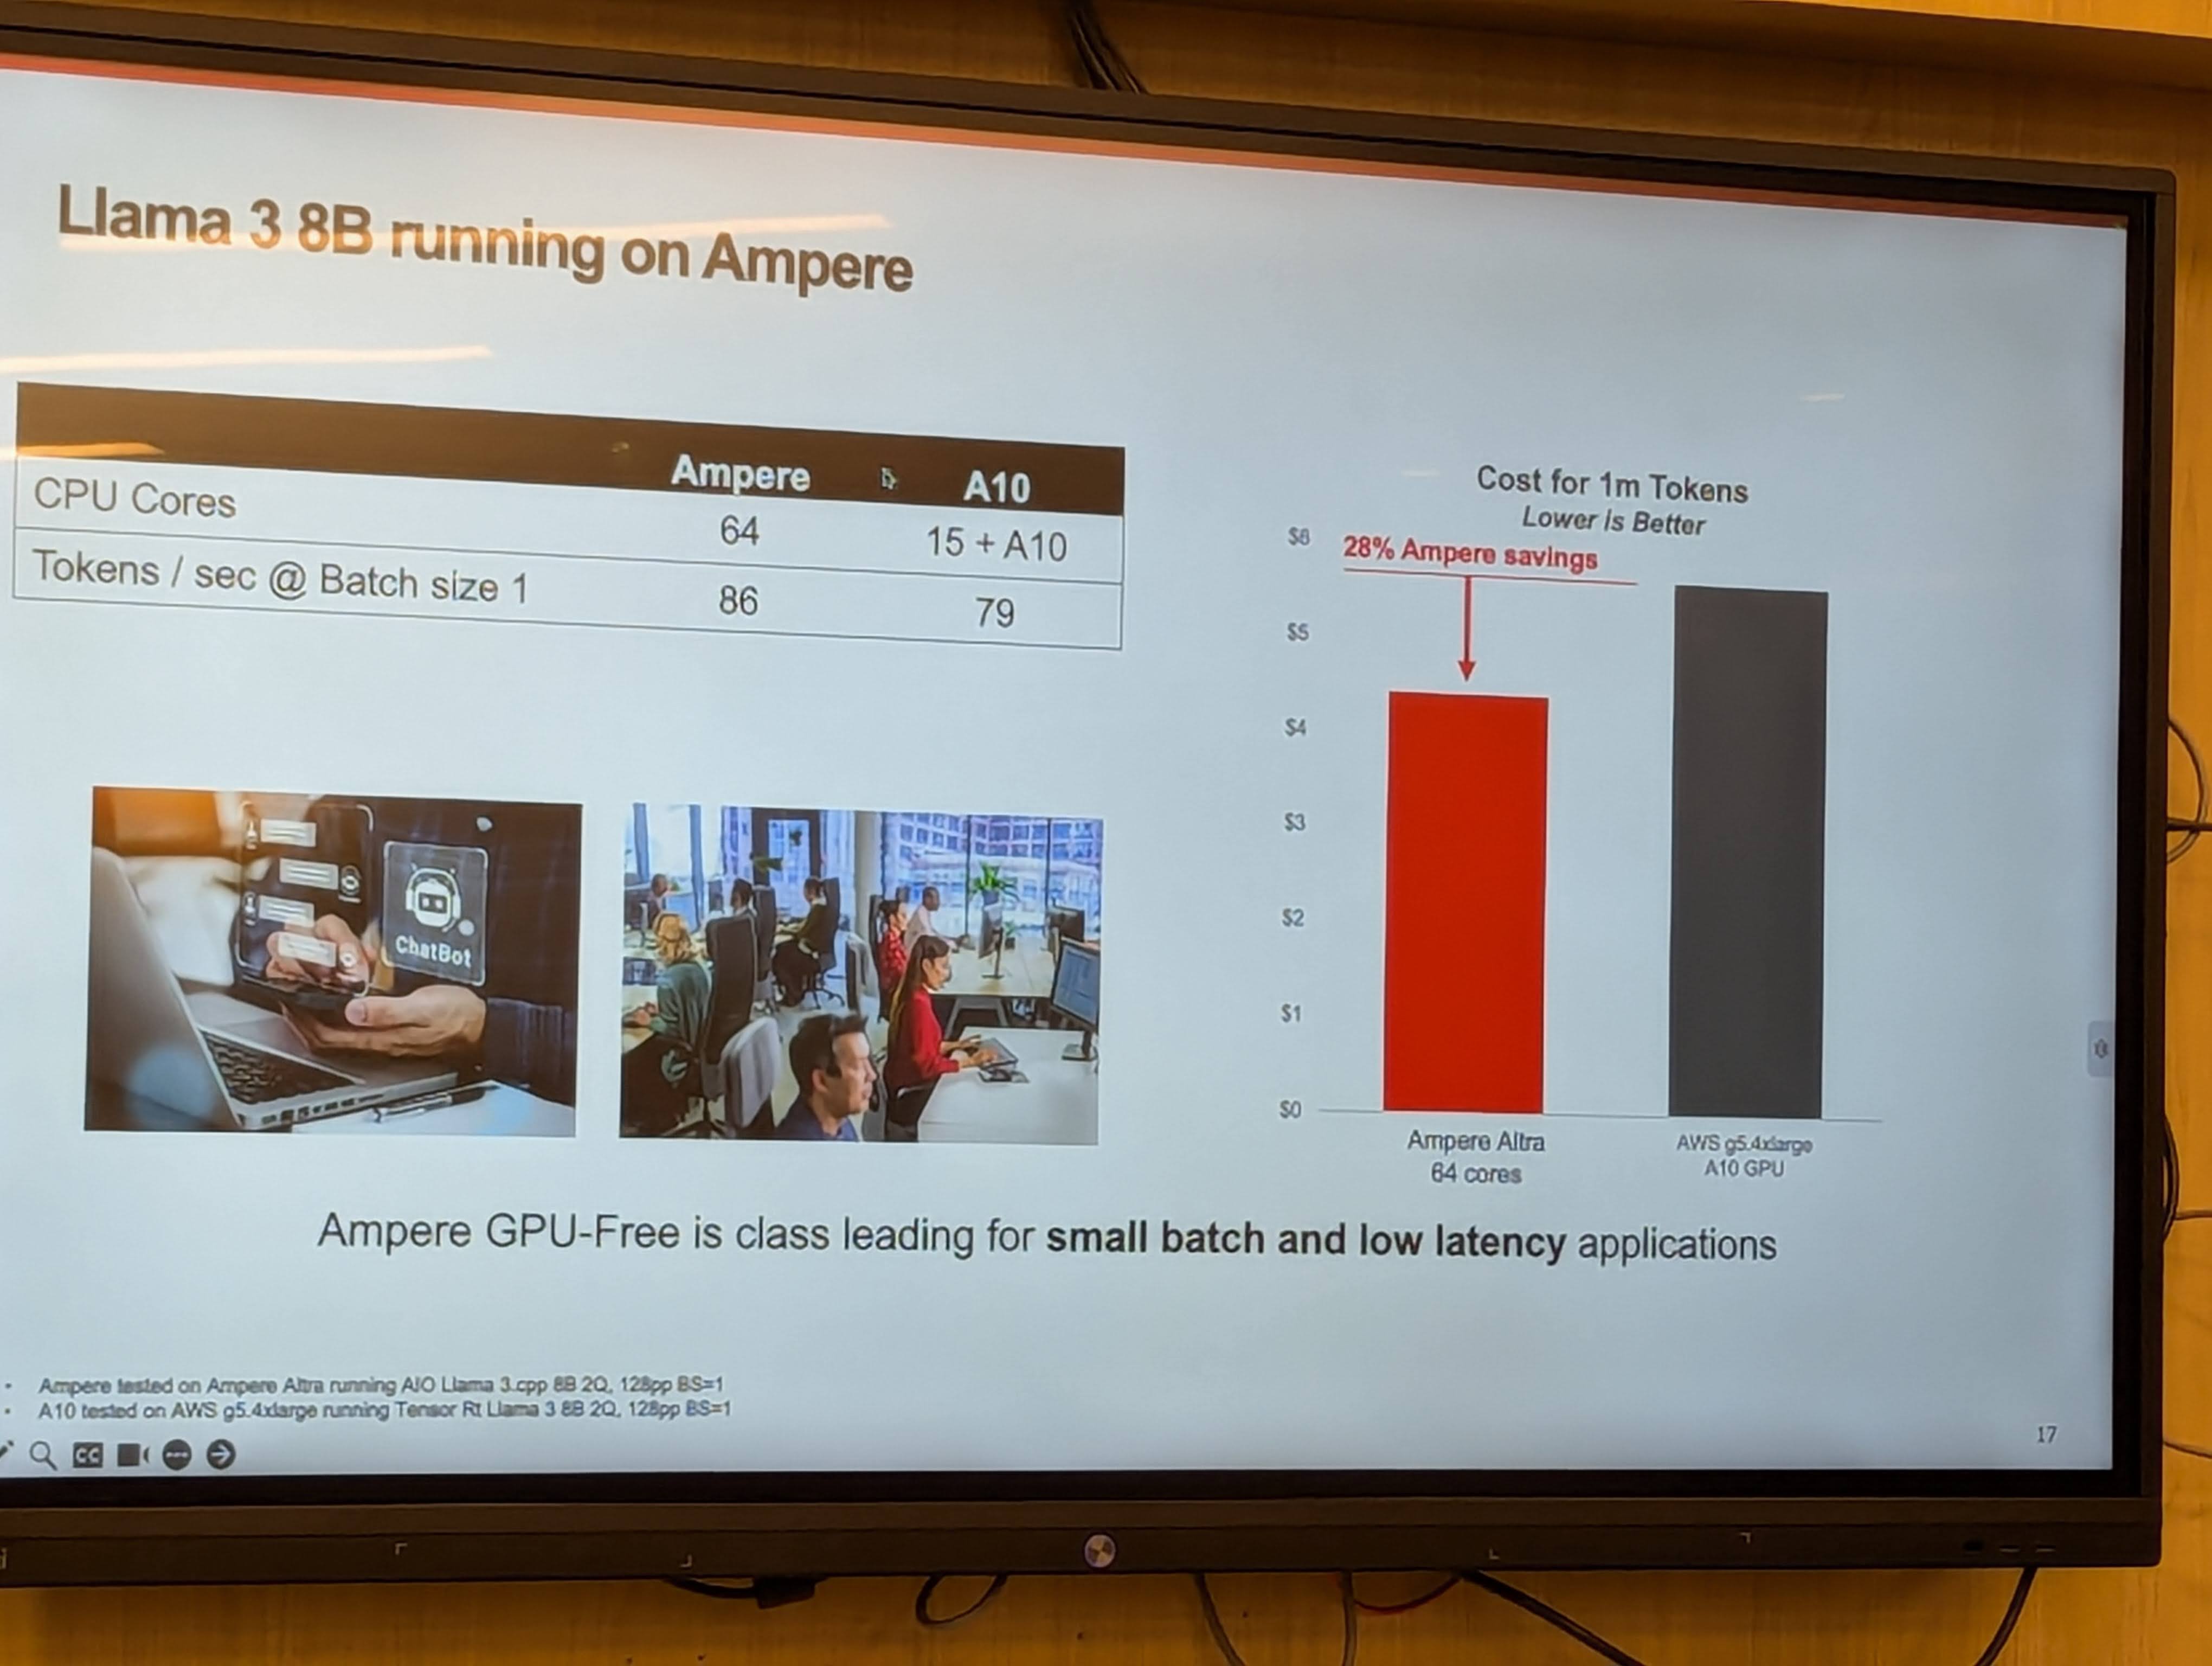 Llama 3 8B running on Ampere
Ampere A10
CPU Cores 64 15 + A10
Tokens / sec @ Batch size 1 86 79
ChatBot
Cost for 1m Tokens
Lower is Better
28% Ampere savings
$6
$5
$4
$3
$2
$1
$0
Ampere Altra
64 cores
AWS g5.4xlarge
A10 GPU
Ampere GPU-Free is class leading for small batch and low latency applications
• Ampere tested on Ampere Altra running AIO Llama 3.cpp 8B 2Q, 128pp BS=1
• A10 tested on AWS g5.4xlarge running Tensor Rt Llama 3 8B 2Q, 128pp BS=1
CC
17